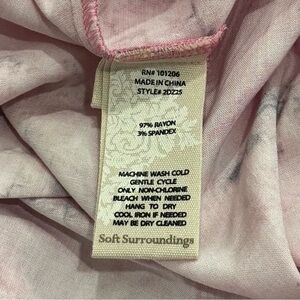 RN# 101206
MADE IN CHINA
STYLE# 2DZ25
97% RAYON
3% SPANDEX
MACHINE WASH COLD
GENTLE CYCLE
ONLY NON-CHLORINE
BLEACH WHEN NEEDED
HANG TO DRY
COOL IRON IF NEEDED
MAY BE DRY CLEANED
Soft Surroundings